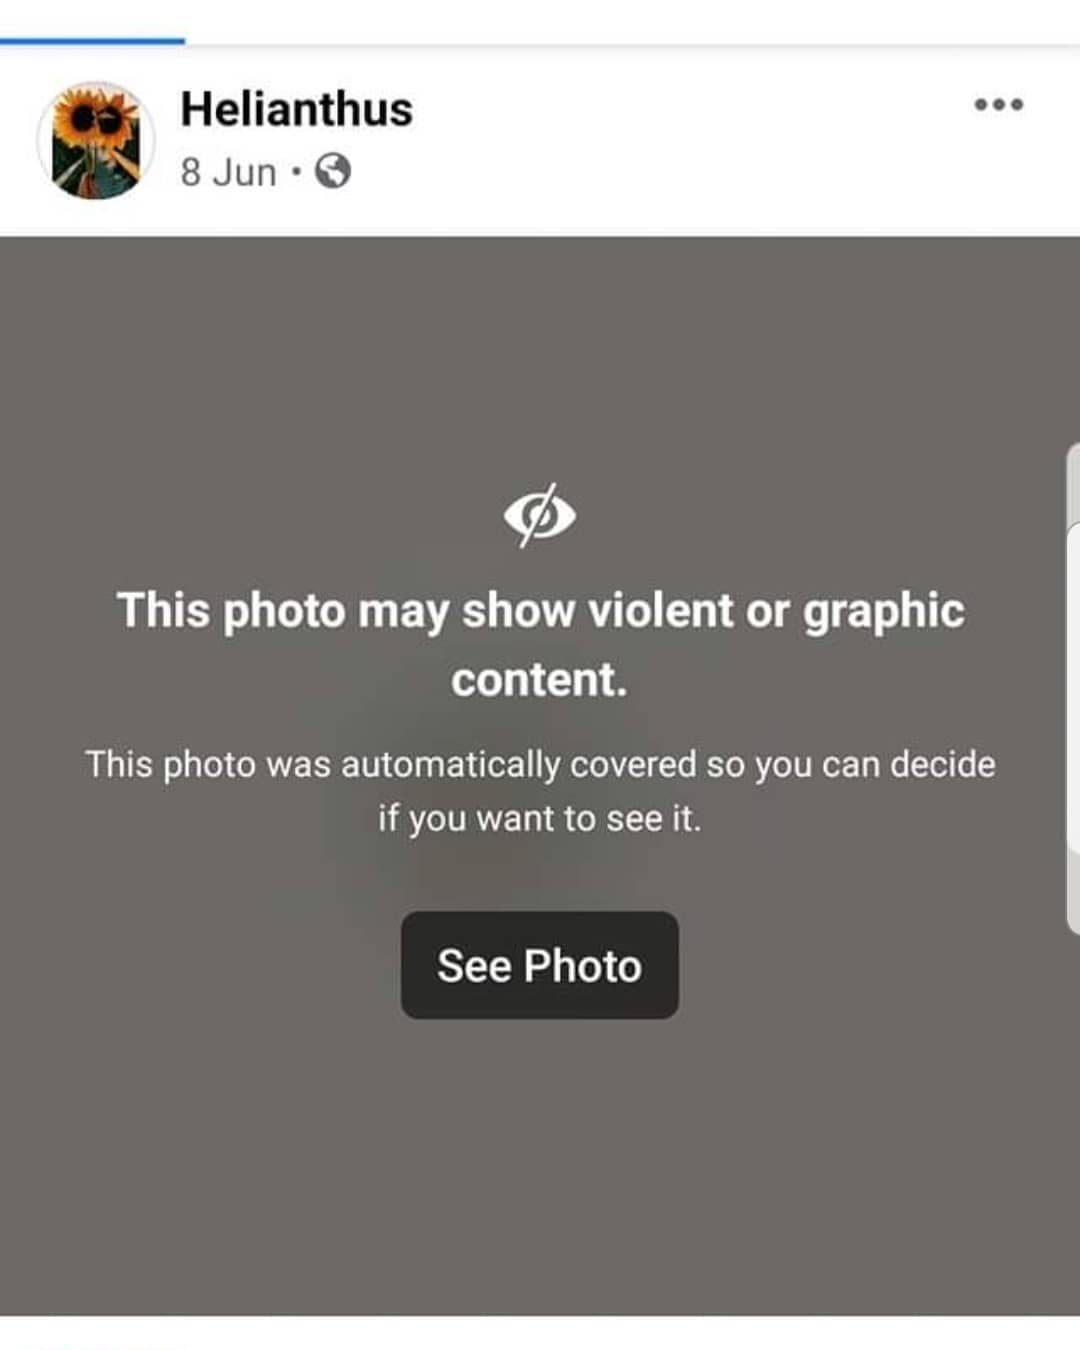 Helianthus
8 Jun •
This photo may show violent or graphic
content.
This photo was automatically covered so you can decide
if you want to see it.
See Photo